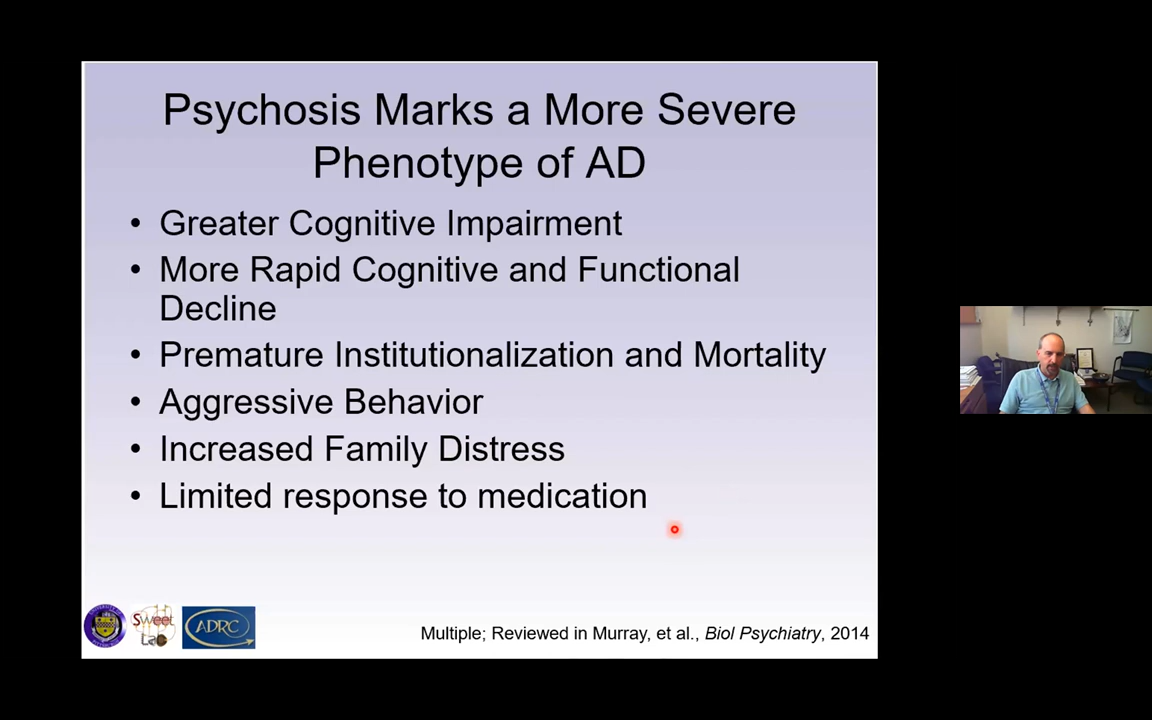 Psychosis Marks a More Severe
Phenotype of AD
• Greater Cognitive Impairment
• More Rapid Cognitive and Functional
Decline
• Premature Institutionalization and Mortality
• Aggressive Behavior
• Increased Family Distress
• Limited response to medication
Sweet
Lab
ADRC
Multiple; Reviewed in Murray, et al., Biol Psychiatry, 2014